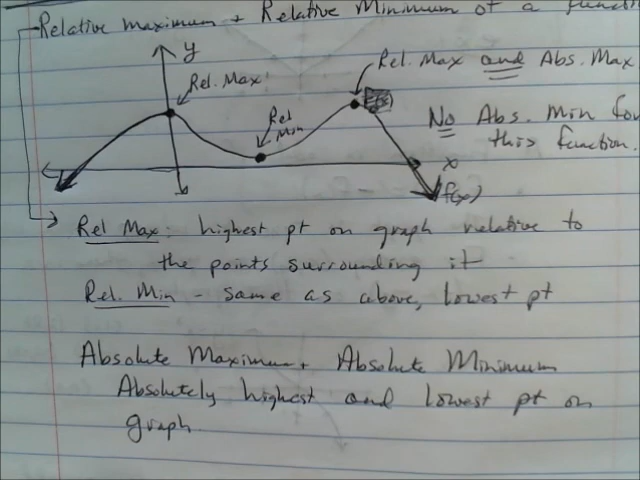 Relative maximum + Relative Minimum of a functi
y
Rel. Max and Abs. Max
Rel. Max
Rel
Min
No Abs. Min for
this function.
x
f(x)
Rel Max: highest pt on graph relative to
the points surrounding it
Rel. Min - same as above, lowest pt
Absolute Maximum + Absolute Minimum
Absolutely highest and lowest pt on
graph